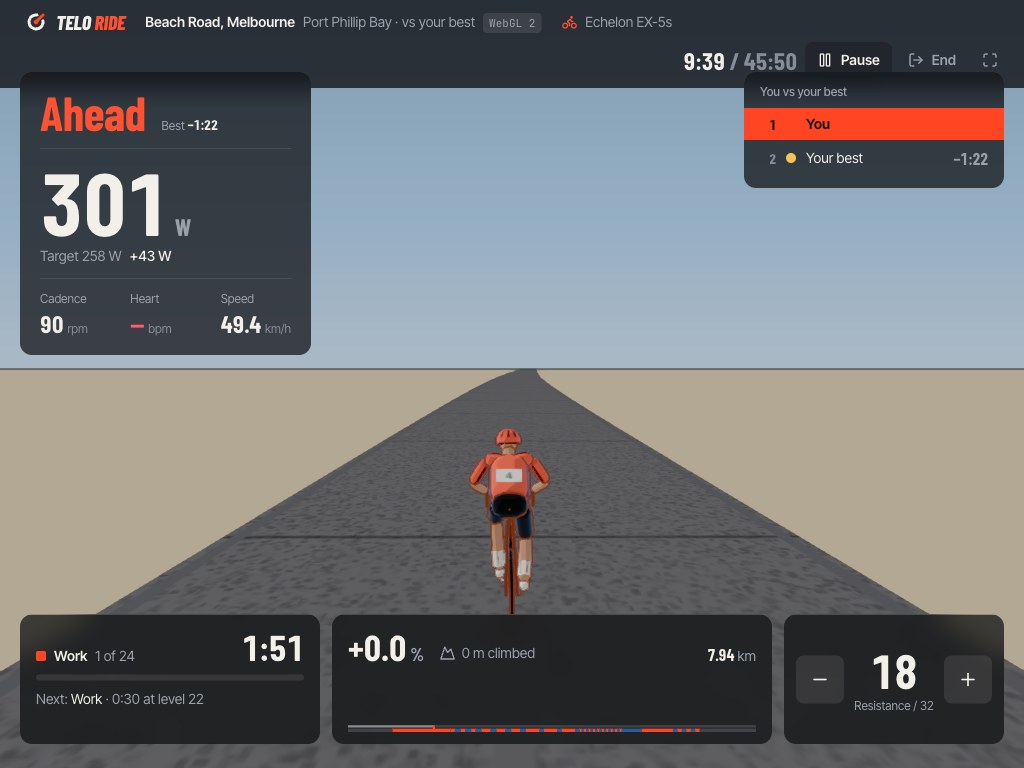 TELO RIDE Beach Road, Melbourne Port Phillip Bay · vs your best WebGL 2 Echelon EX-5s
9:39 / 45:50 Pause End
Ahead Best −1:22
301 W
Target 258 W +43 W
Cadence Heart Speed
90 rpm — bpm 49.4 km/h
You vs your best
1 You
2 Your best −1:22
4
Work 1 of 24 1:51
Next: Work · 0:30 at level 22
+0.0 % 0 m climbed 7.94 km
− 18 +
Resistance / 32